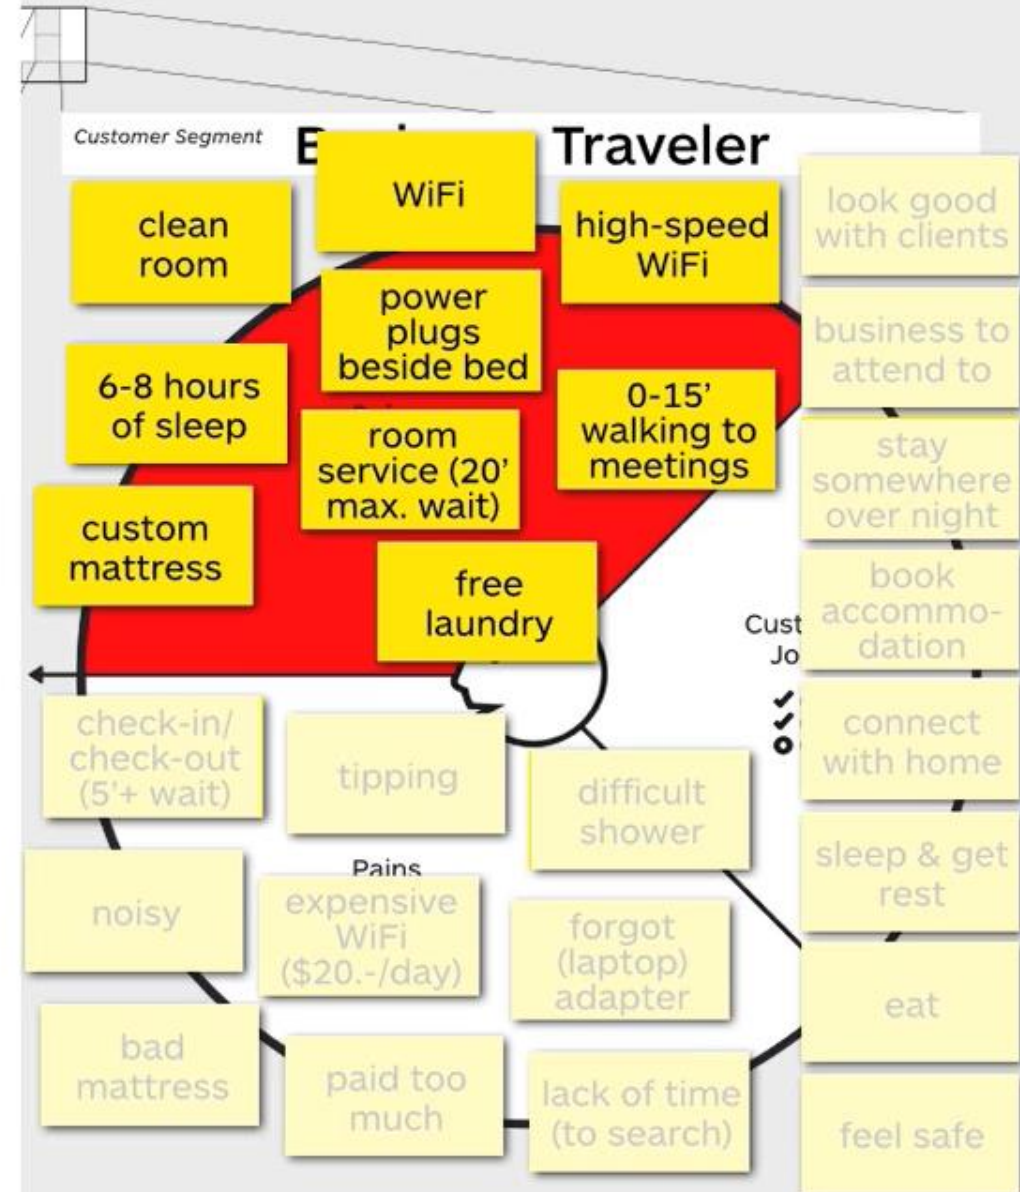 Customer Segment
Traveler
WiFi
clean
room
high-speed
WiFi
look good
with clients
power
plugs
beside bed
business to
attend to
6-8 hours
of sleep
0-15’
walking to
meetings
room
service (20’
max. wait)
stay
somewhere
over night
custom
mattress
free
laundry
book
accommo-
dation
check-in/
check-out
(5’+ wait)
tipping
difficult
shower
connect
with home
Pains
noisy
expensive
WiFi
($20.-/day)
forgot
(laptop)
adapter
sleep & get
rest
eat
bad
mattress
paid too
much
lack of time
(to search)
feel safe